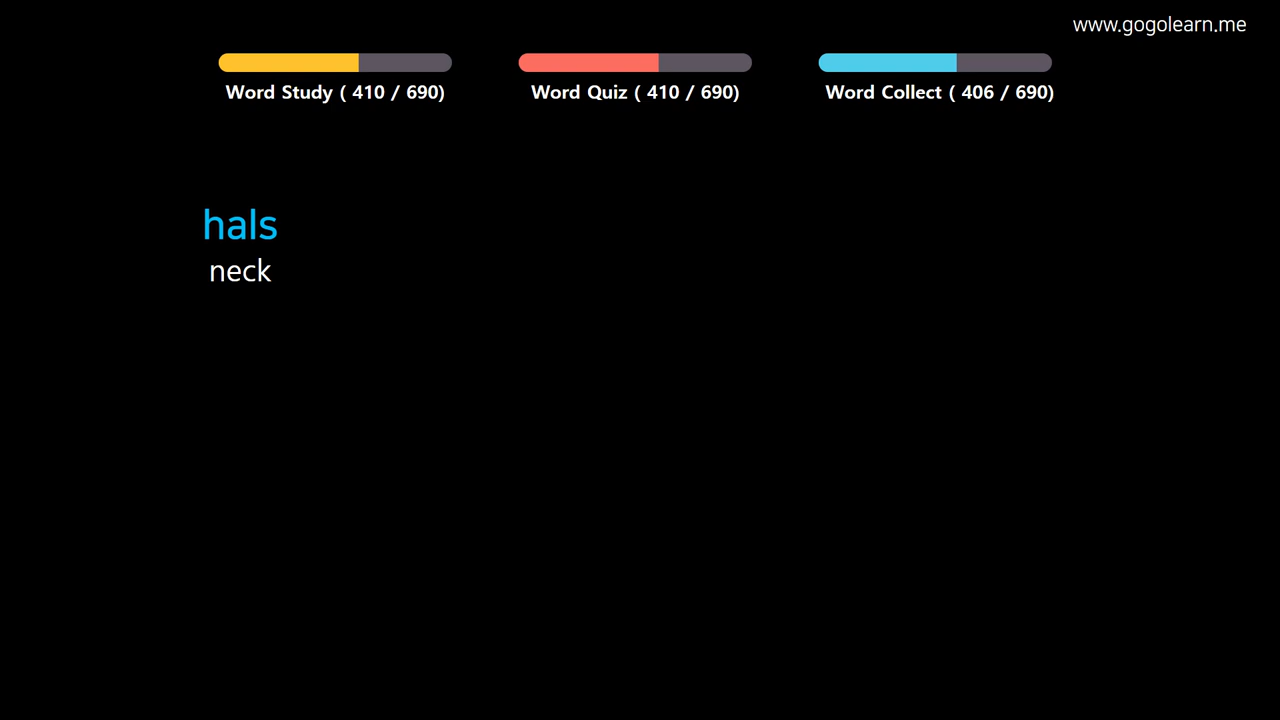 www.gogolearn.me
Word Study ( 410 / 690)
Word Quiz ( 410 / 690)
Word Collect ( 406 / 690)
hals
neck